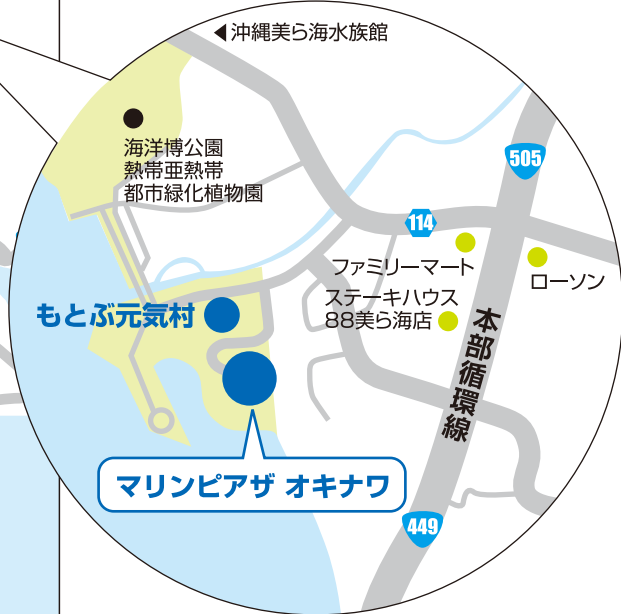 ◀沖縄美ら海水族館
海洋博公園
熱帯亜熱帯
都市緑化植物園
505
114
ファミリーマート
ローソン
ステーキハウス
88美ら海店
もとぶ元気村
本部循環線
マリンピアザ オキナワ
449